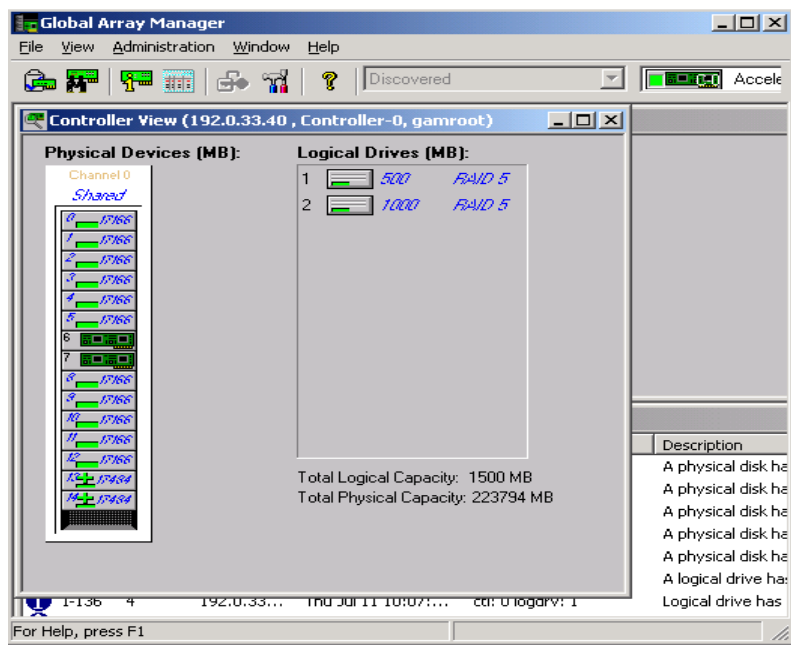 Global Array Manager
File View Administration Window Help
Discovered
Accele
Controller View (192.0.33.40 , Controller-0, gamroot)
Physical Devices (MB):
Logical Drives (MB):
Channel 0
Shared
1 500 RAID 5
2 1000 RAID 5
0 17166
1 17166
2 17166
3 17166
4 17166
5 17166
6
7
8 17166
9 17166
10 17166
11 17166
12 17166
13 17434
14 17434
Total Logical Capacity: 1500 MB
Total Physical Capacity: 223794 MB
Description
A physical disk ha
A physical disk ha
A physical disk ha
A physical disk ha
A physical disk ha
A logical drive has
I-136 4 192.0.33... Thu Jul 11 10:07:... ctl: 0 logdrv: 1 Logical drive has
For Help, press F1